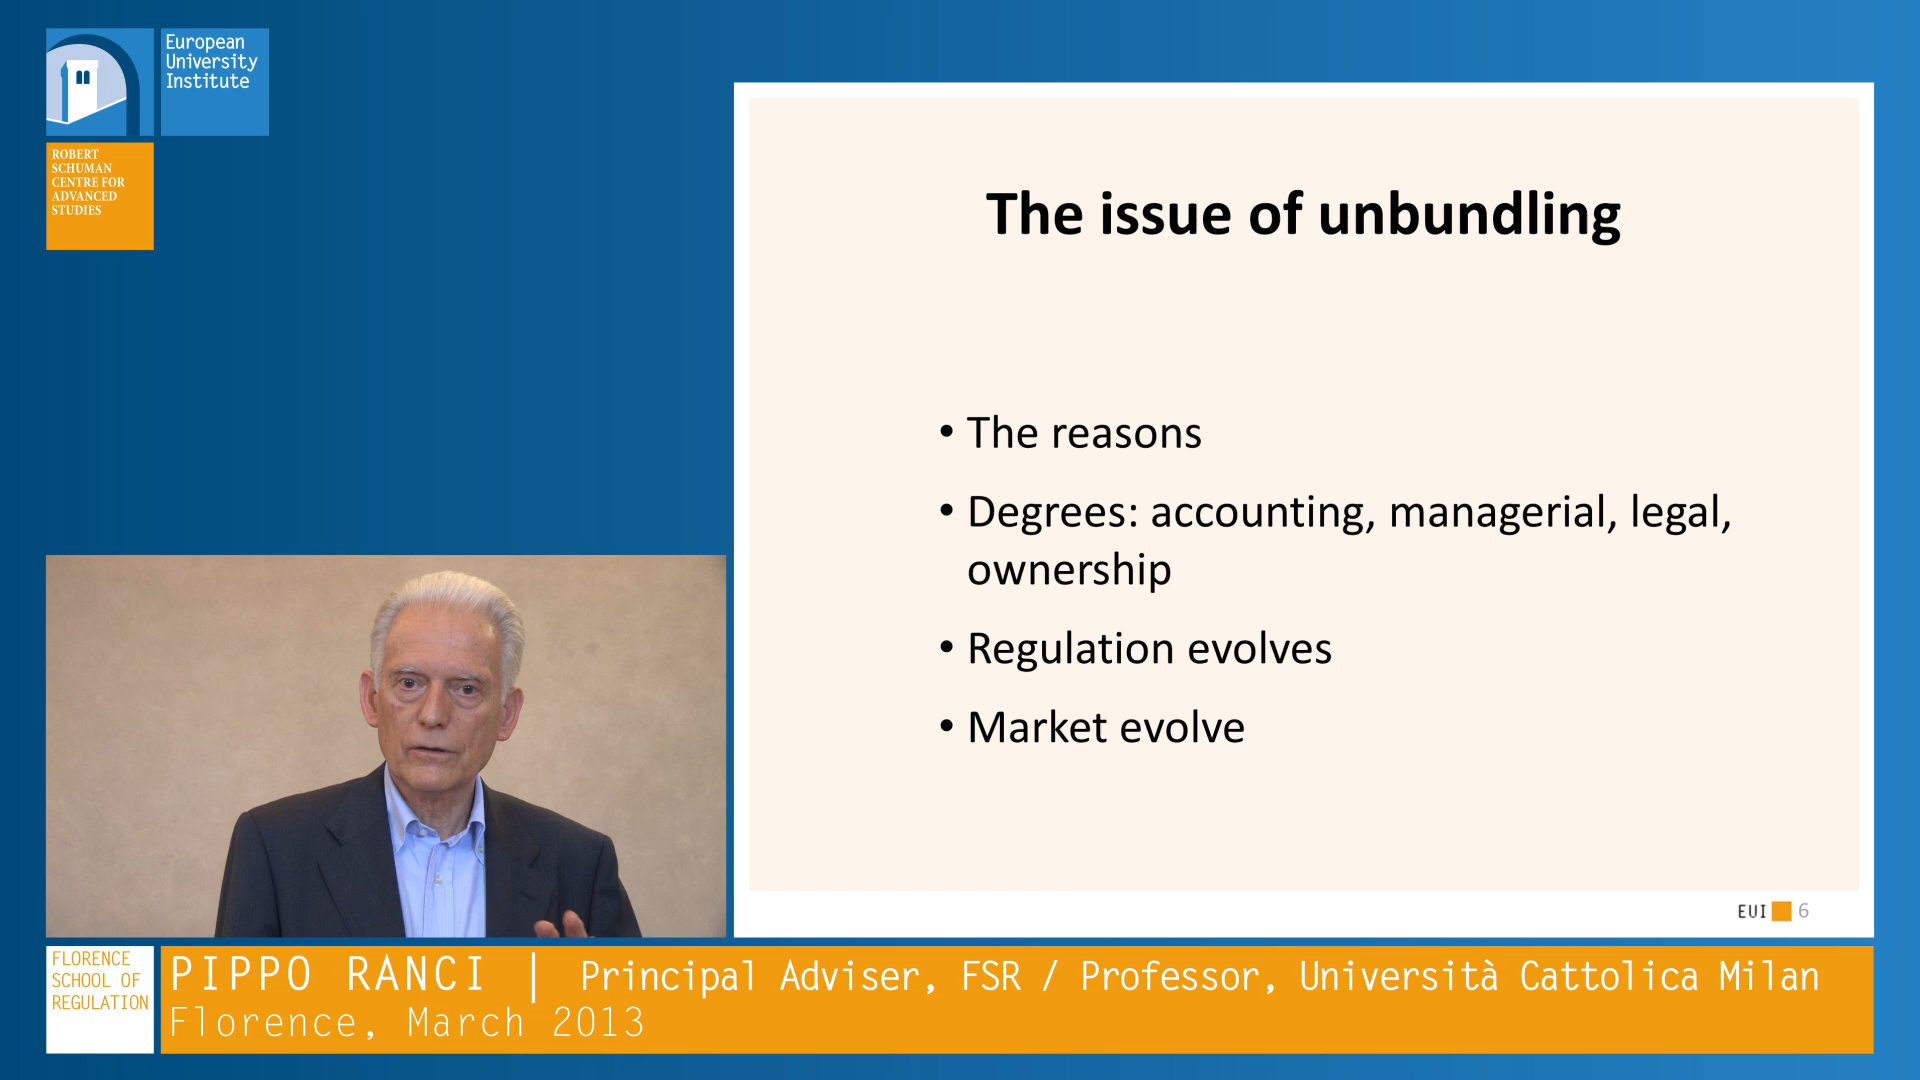 European
University
Institute
ROBERT
SCHUMAN
CENTRE FOR
ADVANCED
STUDIES
The issue of unbundling
• The reasons
• Degrees: accounting, managerial, legal,
ownership
• Regulation evolves
• Market evolve
EUI 6
FLORENCE
SCHOOL OF
REGULATION
PIPPO RANCI | Principal Adviser, FSR / Professor, Università Cattolica Milan
Florence, March 2013